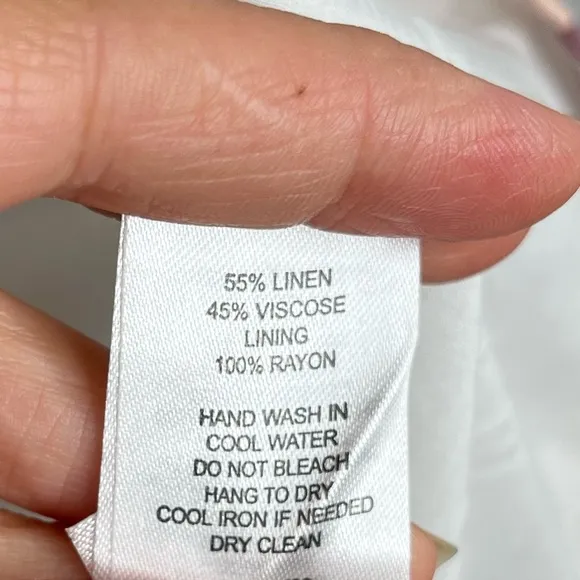 55% LINEN
45% VISCOSE
LINING
100% RAYON
HAND WASH IN
COOL WATER
DO NOT BLEACH
HANG TO DRY
COOL IRON IF NEEDED
DRY CLEAN